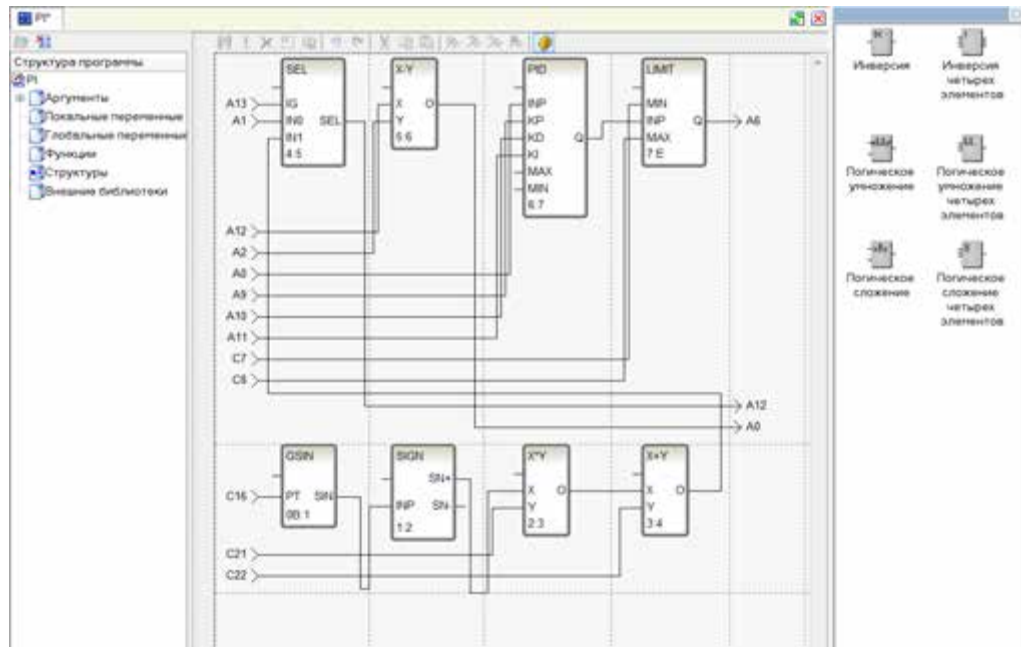 PI*
Структура программы
PI
Аргументы
Локальные переменные
Глобальные переменные
Функции
Структуры
Внешние библиотеки
SEL
IG
IN0 SEL
IN1
4:5
X-Y
X O
Y
5:6
PID
INP
KP
KD Q
KI
MAX
MIN
6:7
LIMIT
MIN
INP Q
MAX
7:E
A13
A1
A12
A2
A0
A9
A10
A11
C7
C8
A6
A12
A0
GSIN
PT SIN
0B:1
SIGN
SN+
INP SN-
1:2
X*Y
X O
Y
2:3
X+Y
X O
Y
3:4
C16
C21
C22
Инверсия
Инверсия
четырех
элементов
Логическое
умножение
Логическое
умножение
четырех
элементов
Логическое
сложение
Логическое
сложение
четырех
элементов